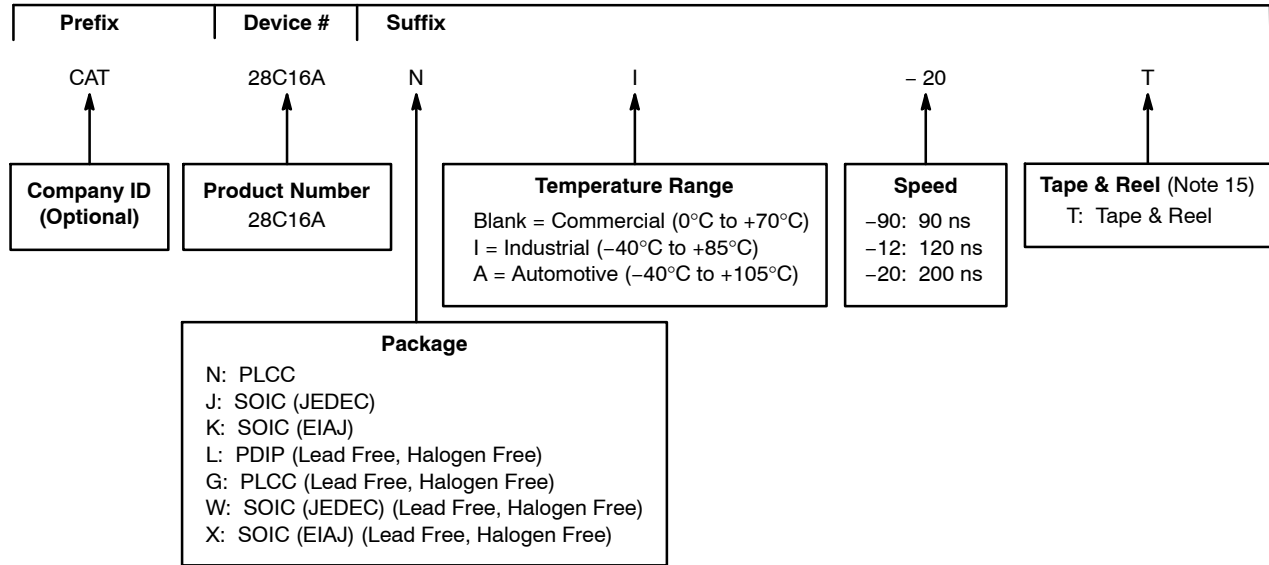 Prefix
Device #
Suffix
CAT
28C16A
N
I
– 20
T
Company ID
(Optional)
Product Number
28C16A
Temperature Range
Blank = Commercial (0°C to +70°C)
I = Industrial (−40°C to +85°C)
A = Automotive (−40°C to +105°C)
Speed
−90: 90 ns
−12: 120 ns
−20: 200 ns
Tape & Reel (Note 15)
T: Tape & Reel
Package
N: PLCC
J: SOIC (JEDEC)
K: SOIC (EIAJ)
L: PDIP (Lead Free, Halogen Free)
G: PLCC (Lead Free, Halogen Free)
W: SOIC (JEDEC) (Lead Free, Halogen Free)
X: SOIC (EIAJ) (Lead Free, Halogen Free)